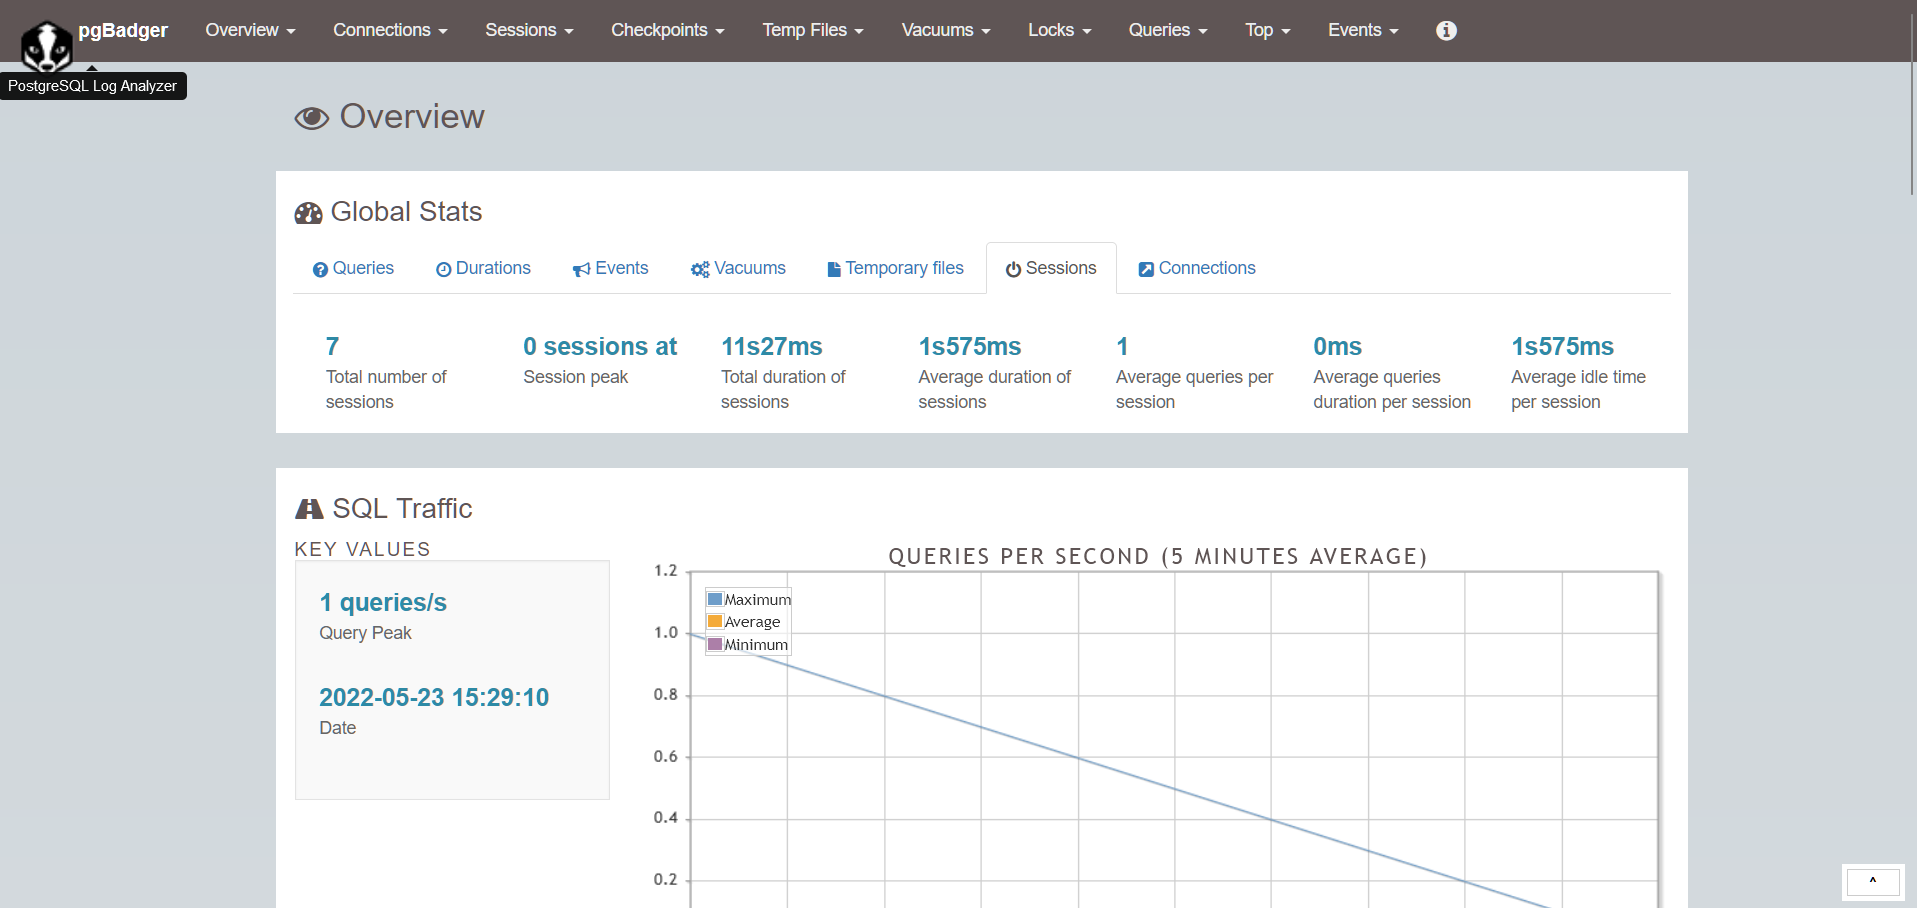 pgBadger Overview Connections Sessions Checkpoints Temp Files Vacuums Locks Queries Top Events
PostgreSQL Log Analyzer
Overview
Global Stats
Queries Durations Events Vacuums Temporary files Sessions Connections
7 0 sessions at 11s27ms 1s575ms 1 0ms 1s575ms
Total number of Session peak Total duration of Average duration of Average queries per Average queries Average idle time
sessions sessions sessions session duration per session per session
SQL Traffic
KEY VALUES
1 queries/s
Query Peak
2022-05-23 15:29:10
Date
QUERIES PER SECOND (5 MINUTES AVERAGE)
1.2
Maximum
Average
1.0
Minimum
0.8
0.6
0.4
0.2
^